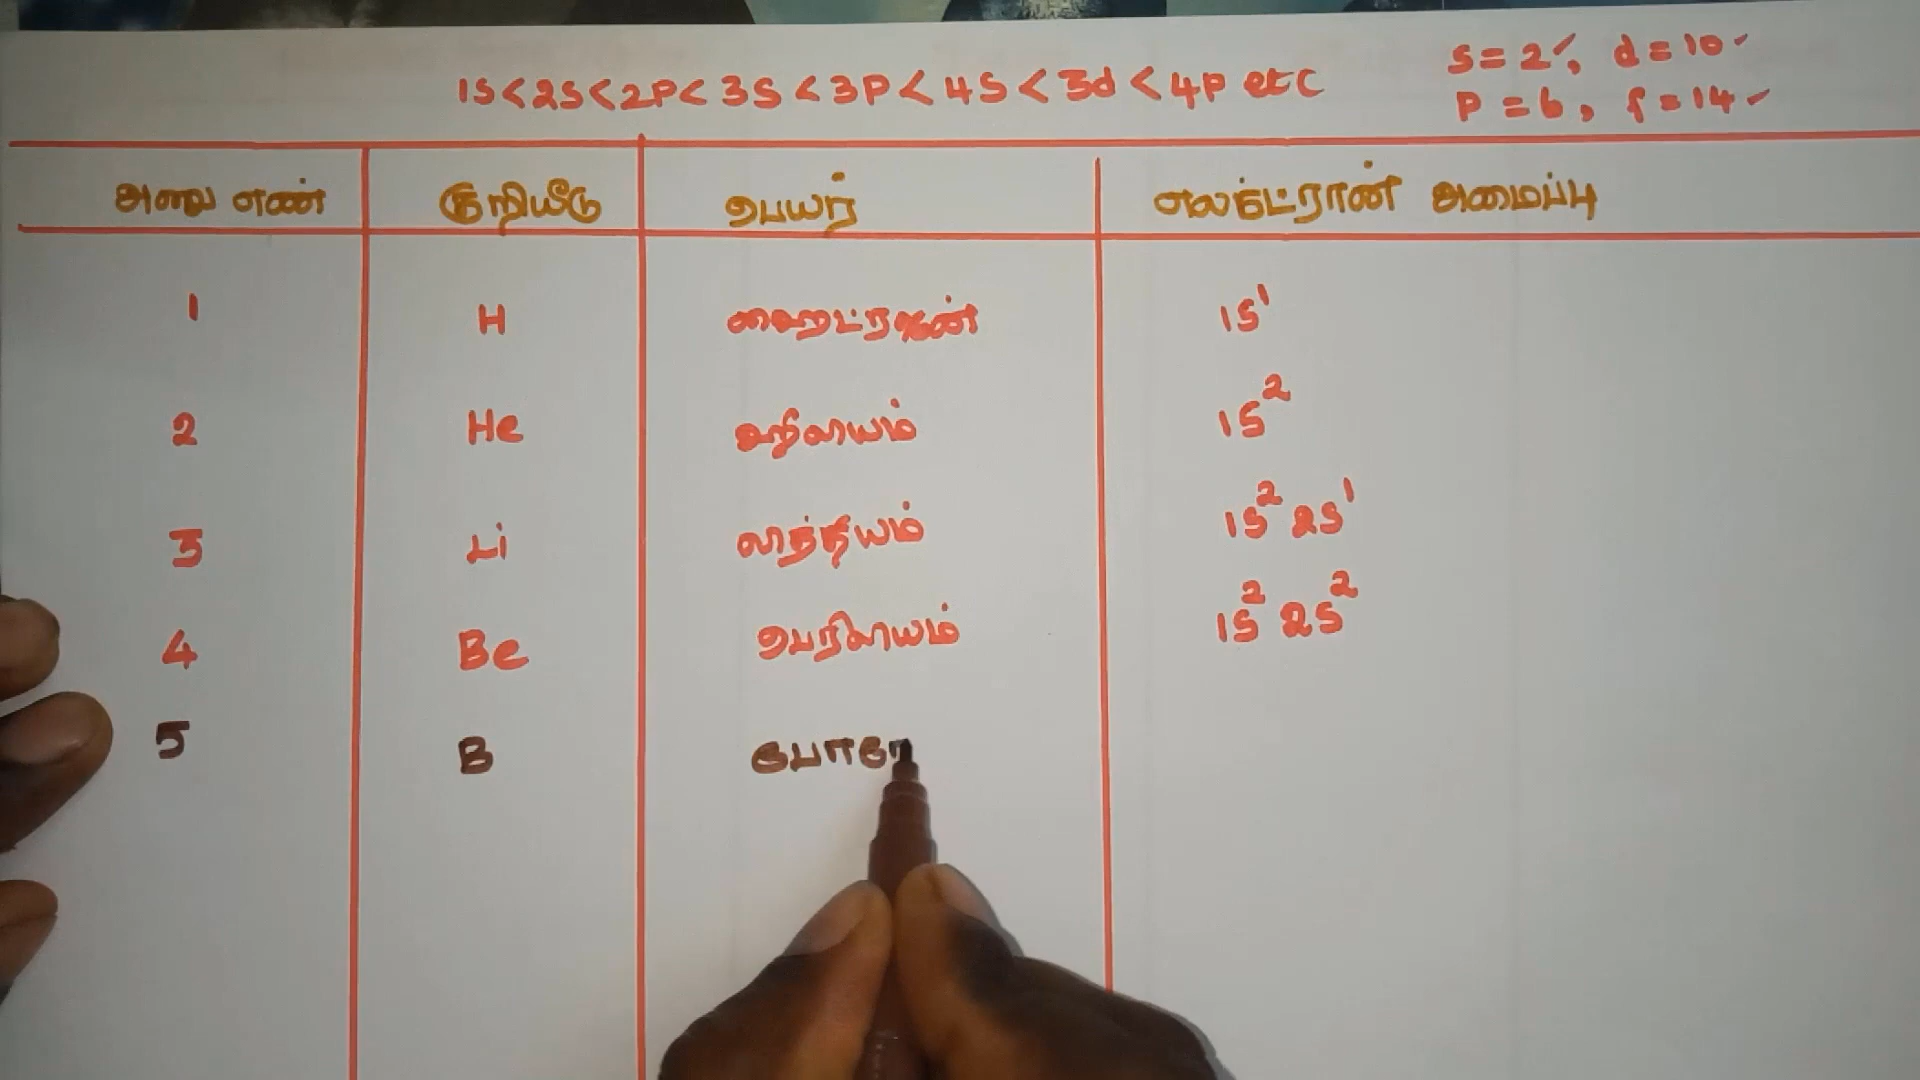 1s<2s<2p<3s<3p<4s<3d<4p etc
s=2✓, d=10✓
p=6, f=14✓
அணு எண் குறியீடு பெயர் எலக்ட்ரான் அமைப்பு
1 H ஹைட்ரஜன் 1s¹
2 He ஹீலியம் 1s²
3 Li லித்தியம் 1s² 2s¹
4 Be பெரிலியம் 1s² 2s²
5 B போரா